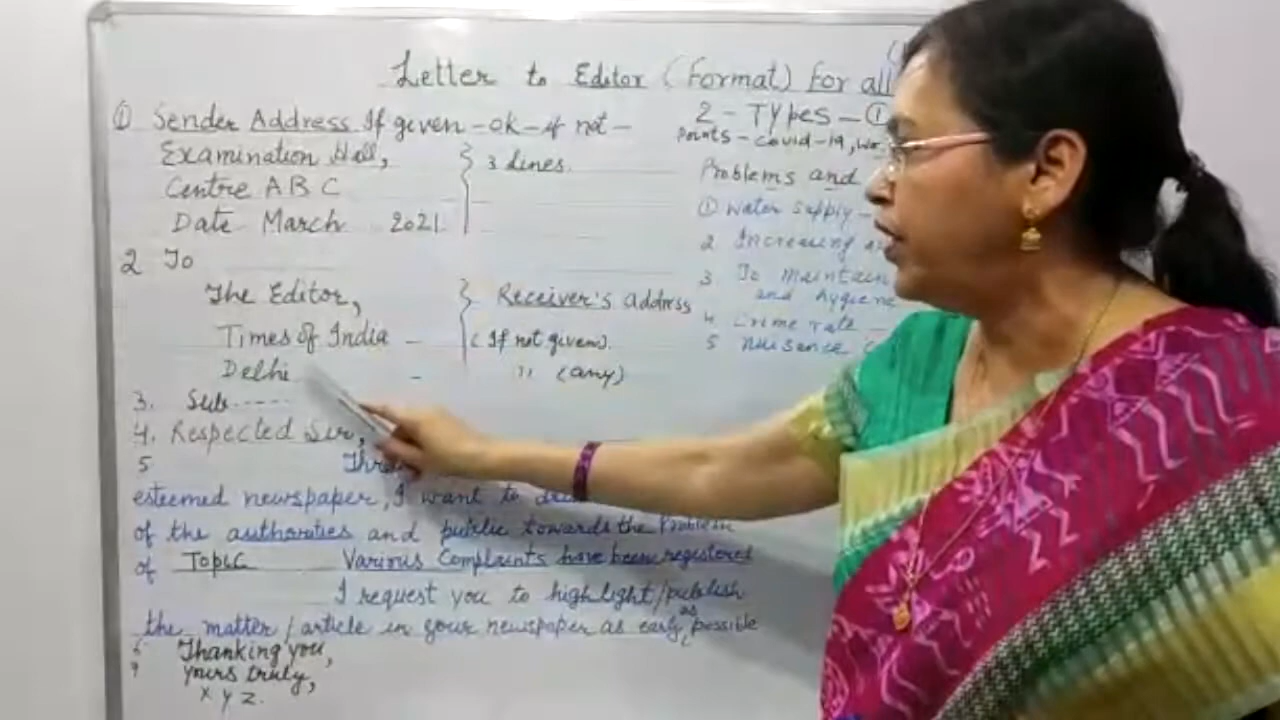 Letter to Editor (Format) For all
① Sender Address If given - ok - if not -
Examination Hall,
Centre A B C
Date March 2021
3 lines.
2 To
The Editor,
Times of India -
Delhi -
Receiver's address
( If not given).
" (any)
3. Sub-----
4. Respected Sir,
5 Thro
esteemed newspaper, I want to
of the authorities and public towards the Problem
of Topic Various Complaints have been registered
I request you to highlight/publish
the matter/article in your newspaper as early as possible
6 Thanking you,
yours truly,
x y z.
2 - Types - ①
Points - Covid-19,
Problems and
① Water supply -
2 Increasing
3 To maintain
and hygiene
4 Crime rate -
5 Nuisance